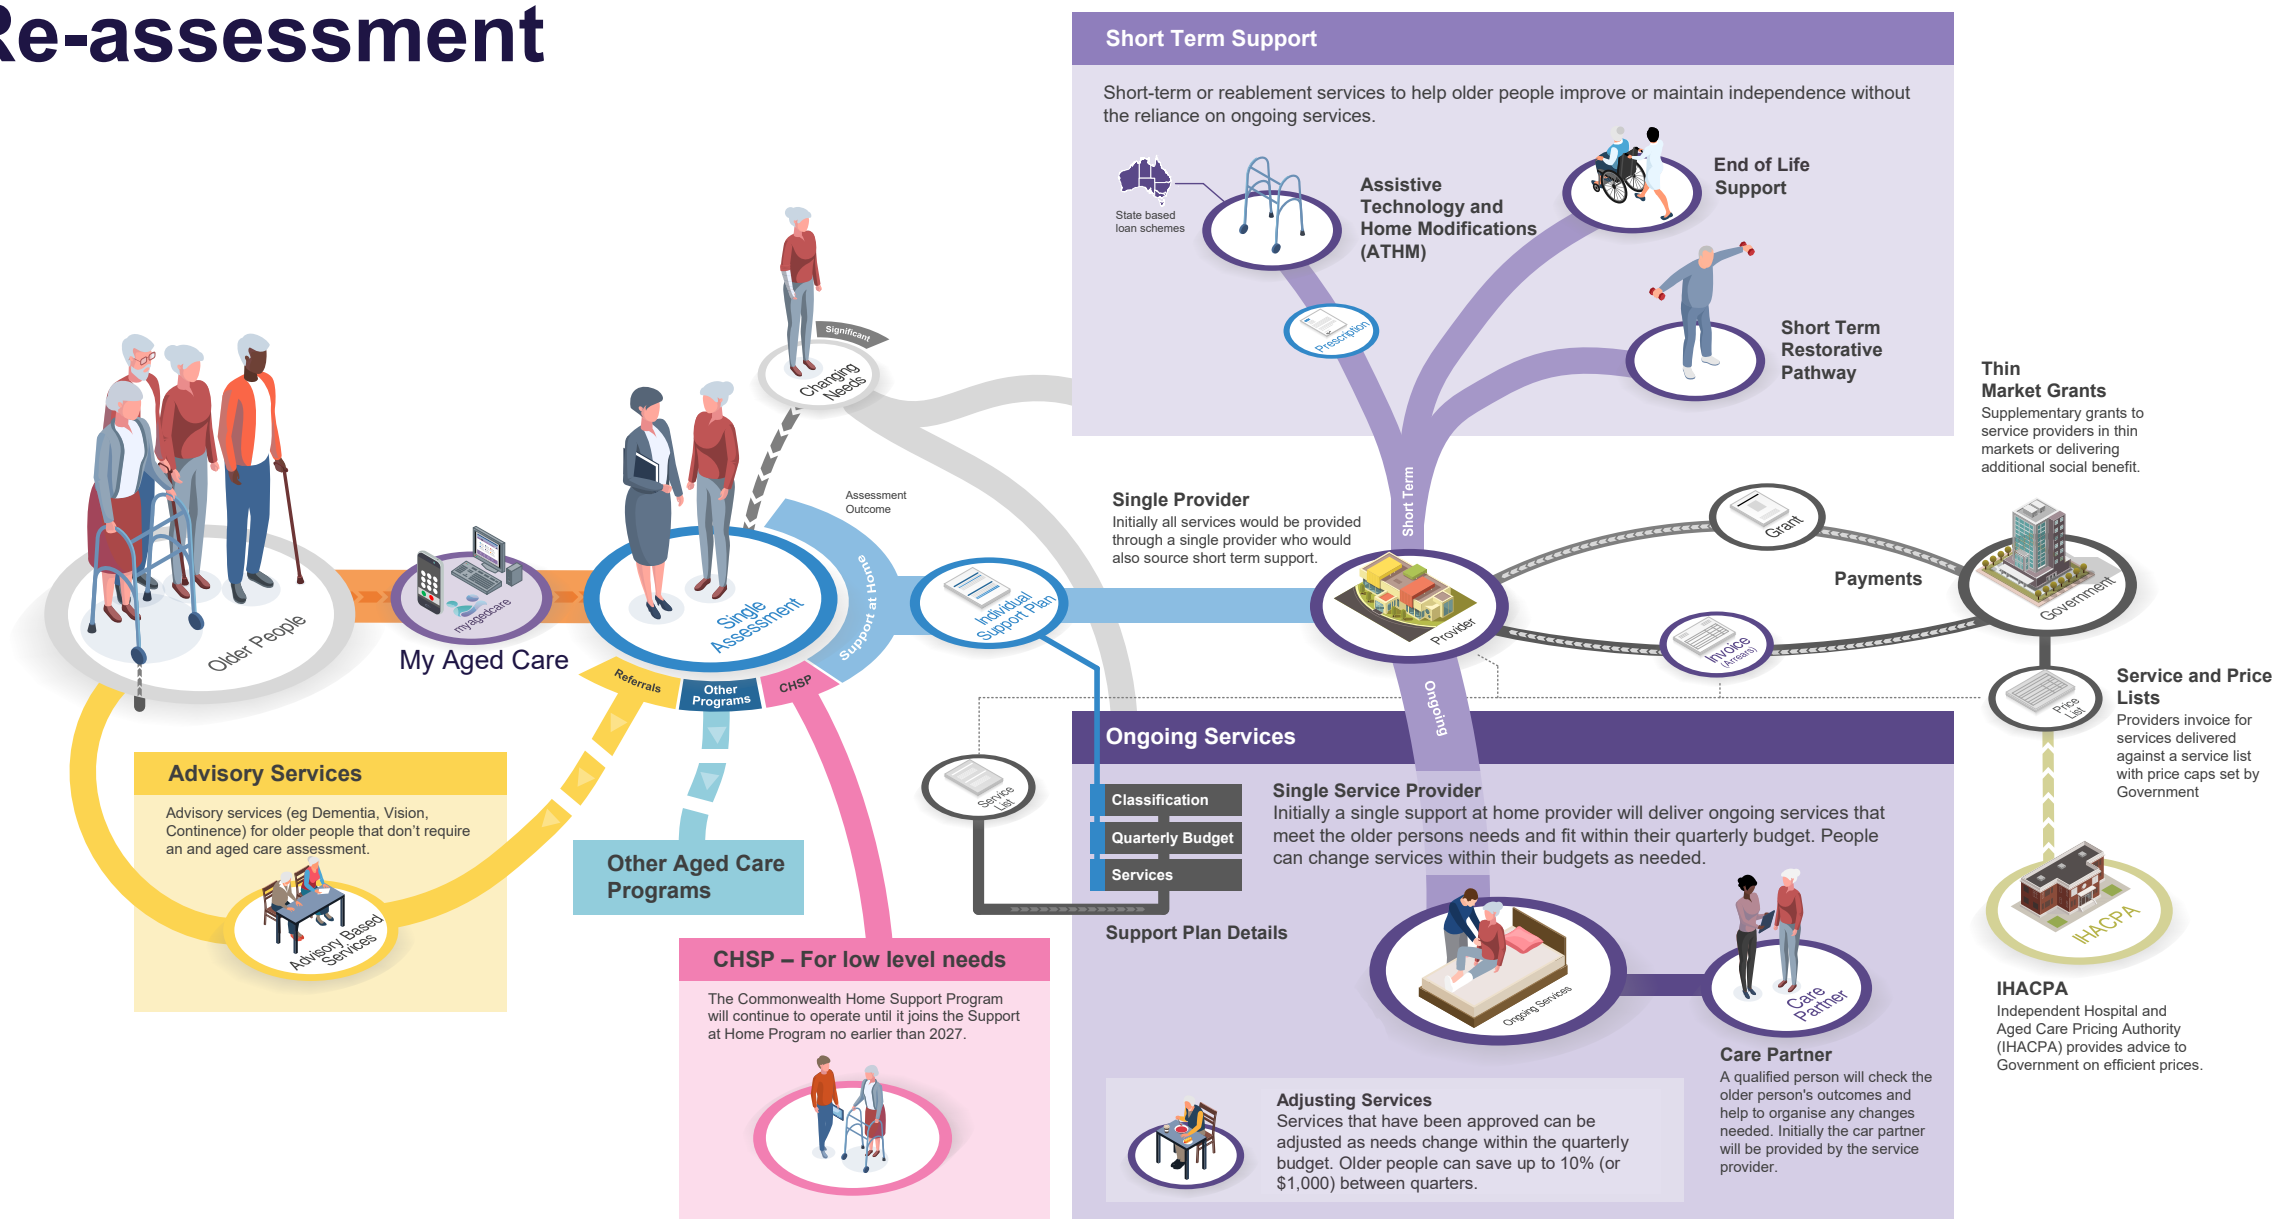 Re-assessment
Short Term Support
Short-term or reablement services to help older people improve or maintain independence without
the reliance on ongoing services.
State based
loan schemes
Assistive
Technology and
Home Modifications
(ATHM)
End of Life
Support
Prescription
Short Term
Restorative
Pathway
Significant
Changing
Needs
Thin
Market Grants
Supplementary grants to
service providers in thin
markets or delivering
additional social benefit.
Assessment
Outcome
Single Provider
Initially all services would be provided
through a single provider who would
also source short term support.
Short Term
Grant
Payments
Government
Older People
myagedcare
My Aged Care
Single
Assessment
Support at Home
Individual
Support Plan
Provider
Invoice
(Arrears)
Referrals
Other
Programs
CHSP
Price
List
Service and Price
Lists
Providers invoice for
services delivered
against a service list
with price caps set by
Government
Ongoing
Advisory Services
Advisory services (eg Dementia, Vision,
Continence) for older people that don't require
an and aged care assessment.
Advisory Based
Services
Other Aged Care
Programs
CHSP – For low level needs
The Commonwealth Home Support Program
will continue to operate until it joins the Support
at Home Program no earlier than 2027.
Service
List
Ongoing Services
Classification
Quarterly Budget
Services
Support Plan Details
Single Service Provider
Initially a single support at home provider will deliver ongoing services that
meet the older persons needs and fit within their quarterly budget. People
can change services within their budgets as needed.
Ongoing Services
Care
Partner
Care Partner
A qualified person will check the
older person's outcomes and
help to organise any changes
needed. Initially the car partner
will be provided by the service
provider.
Adjusting Services
Services that have been approved can be
adjusted as needs change within the quarterly
budget. Older people can save up to 10% (or
$1,000) between quarters.
IHACPA
IHACPA
Independent Hospital and
Aged Care Pricing Authority
(IHACPA) provides advice to
Government on efficient prices.